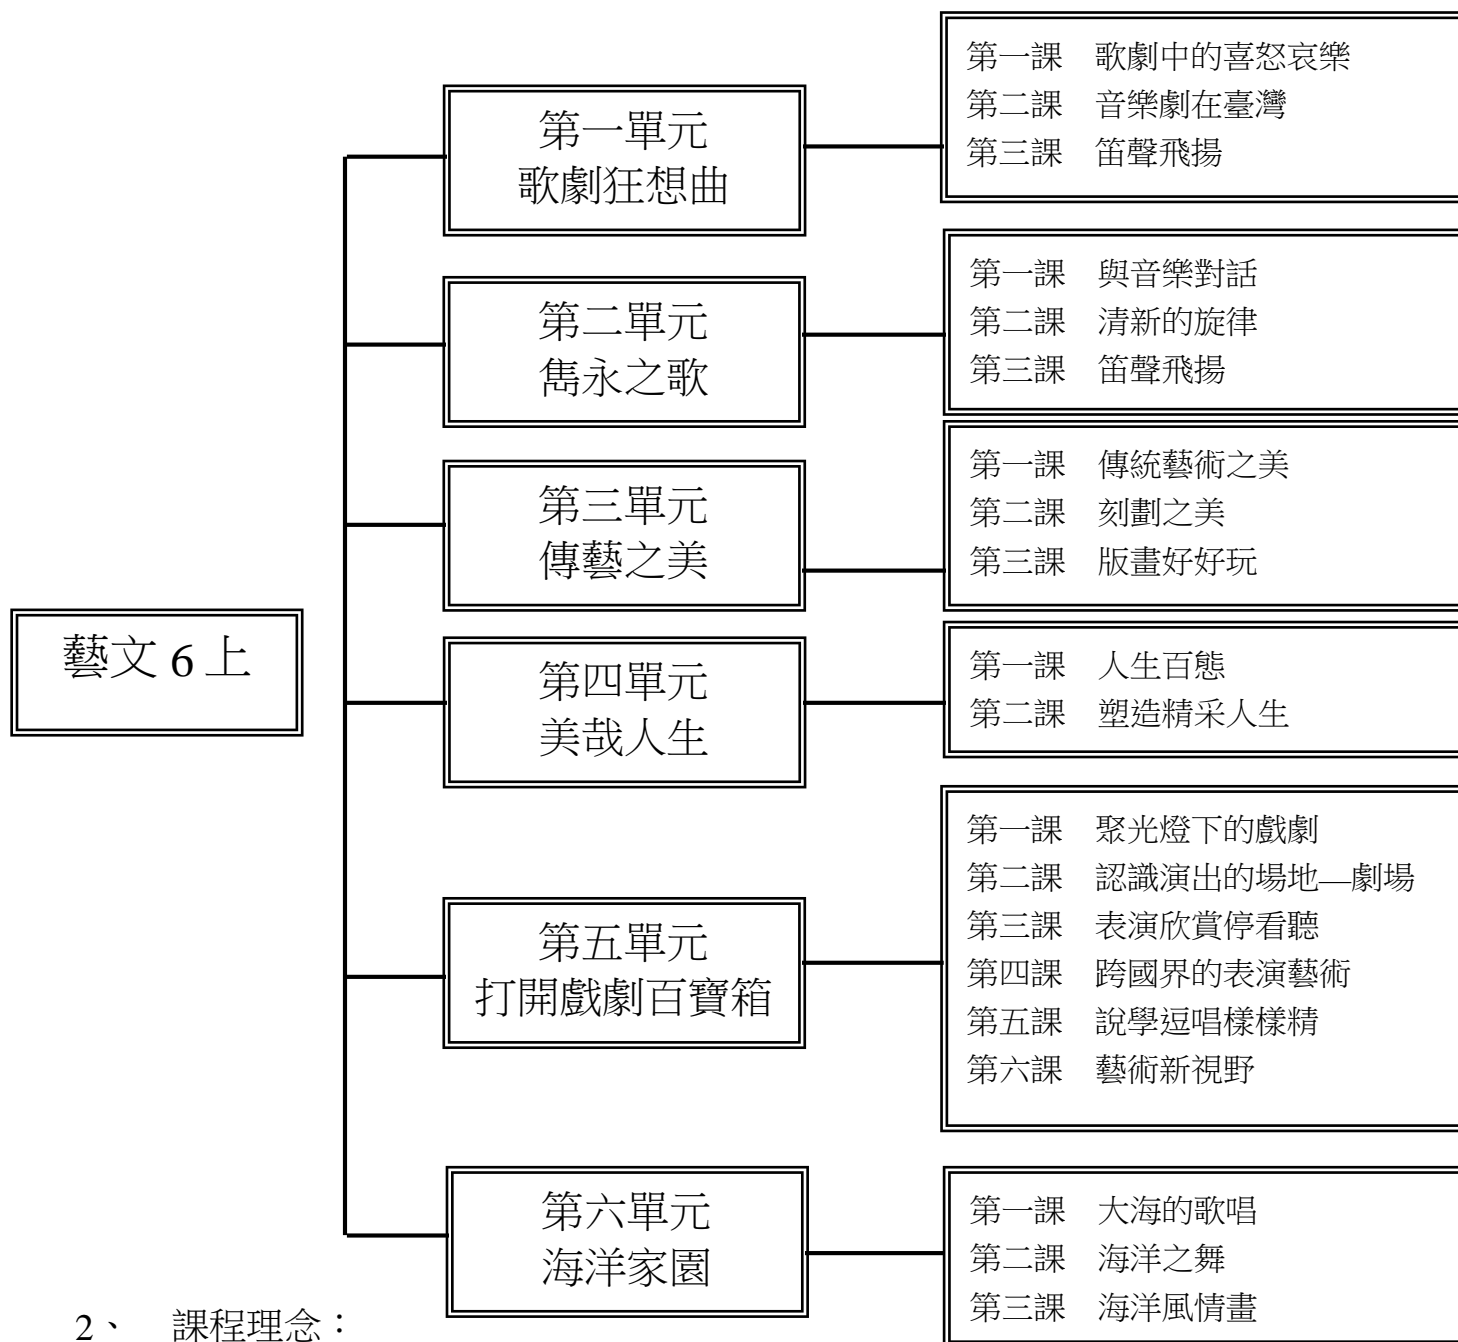 藝文 6 上
第一單元
歌劇狂想曲
第一課　歌劇中的喜怒哀樂
第二課　音樂劇在臺灣
第三課　笛聲飛揚
第二單元
雋永之歌
第一課　與音樂對話
第二課　清新的旋律
第三課　笛聲飛揚
第三單元
傳藝之美
第一課　傳統藝術之美
第二課　刻劃之美
第三課　版畫好好玩
第四單元
美哉人生
第一課　人生百態
第二課　塑造精采人生
第五單元
打開戲劇百寶箱
第一課　聚光燈下的戲劇
第二課　認識演出的場地—劇場
第三課　表演欣賞停看聽
第四課　跨國界的表演藝術
第五課　說學逗唱樣樣精
第六課　藝術新視野
第六單元
海洋家園
第一課　大海的歌唱
第二課　海洋之舞
第三課　海洋風情畫
2、　課程理念：